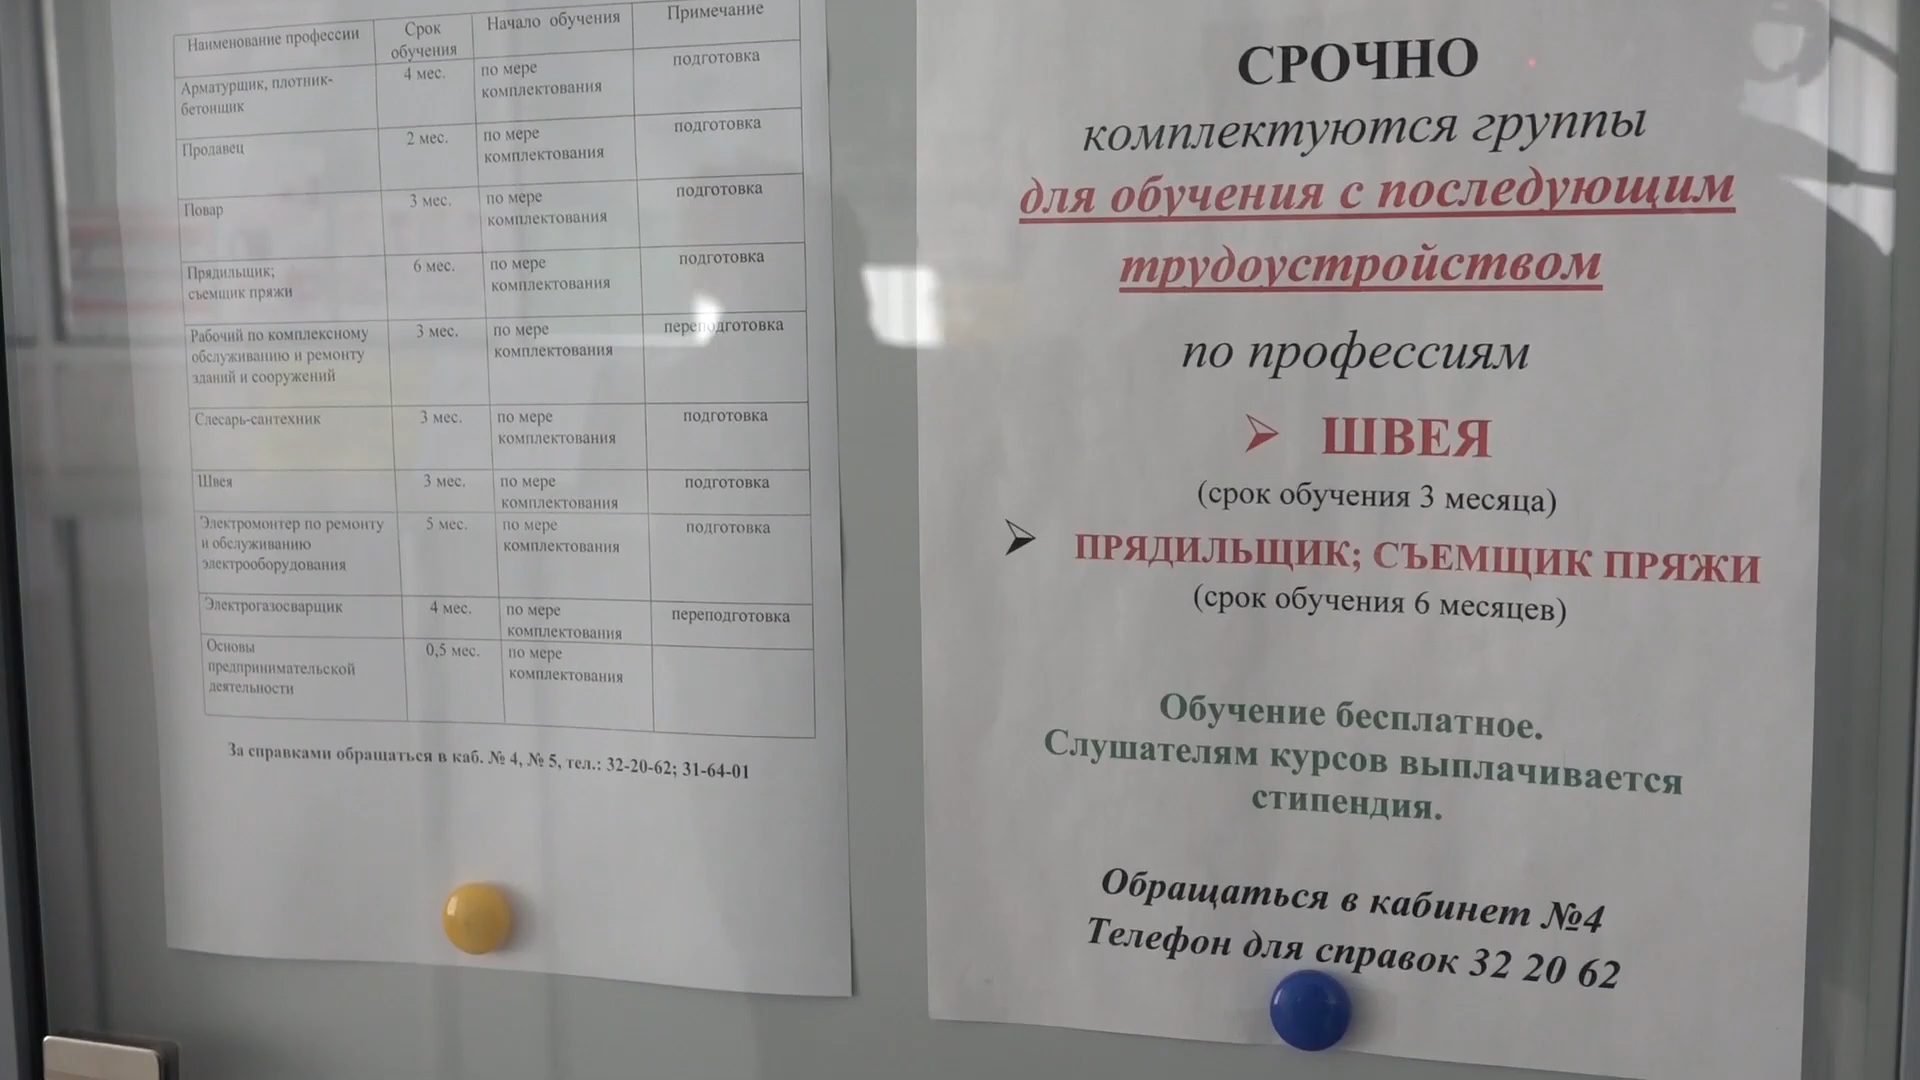 Наименование профессии
Срок обучения
Начало обучения
Примечание
Арматурщик, плотник-
бетонщик
4 мес.
по мере
комплектования
подготовка
Продавец
2 мес.
по мере
комплектования
подготовка
Повар
3 мес.
по мере
комплектования
подготовка
Прядильщик;
съемщик пряжи
6 мес.
по мере
комплектования
подготовка
Рабочий по комплексному
обслуживанию и ремонту
зданий и сооружений
3 мес.
по мере
комплектования
переподготовка
Слесарь-сантехник
3 мес.
по мере
комплектования
подготовка
Швея
3 мес.
по мере
комплектования
подготовка
Электромонтер по ремонту
и обслуживанию
электрооборудования
5 мес.
по мере
комплектования
подготовка
Электрогазосварщик
4 мес.
по мере
комплектования
переподготовка
Основы
предпринимательской
деятельности
0,5 мес.
по мере
комплектования
За справками обращаться в каб. № 4, № 5, тел.: 32-20-62; 31-64-01
СРОЧНО
комплектуются группы
для обучения с последующим
трудоустройством
по профессиям
➢ ШВЕЯ
(срок обучения 3 месяца)
➢ ПРЯДИЛЬЩИК; СЪЕМЩИК ПРЯЖИ
(срок обучения 6 месяцев)
Обучение бесплатное.
Слушателям курсов выплачивается
стипендия.
Обращаться в кабинет №4
Телефон для справок 32 20 62